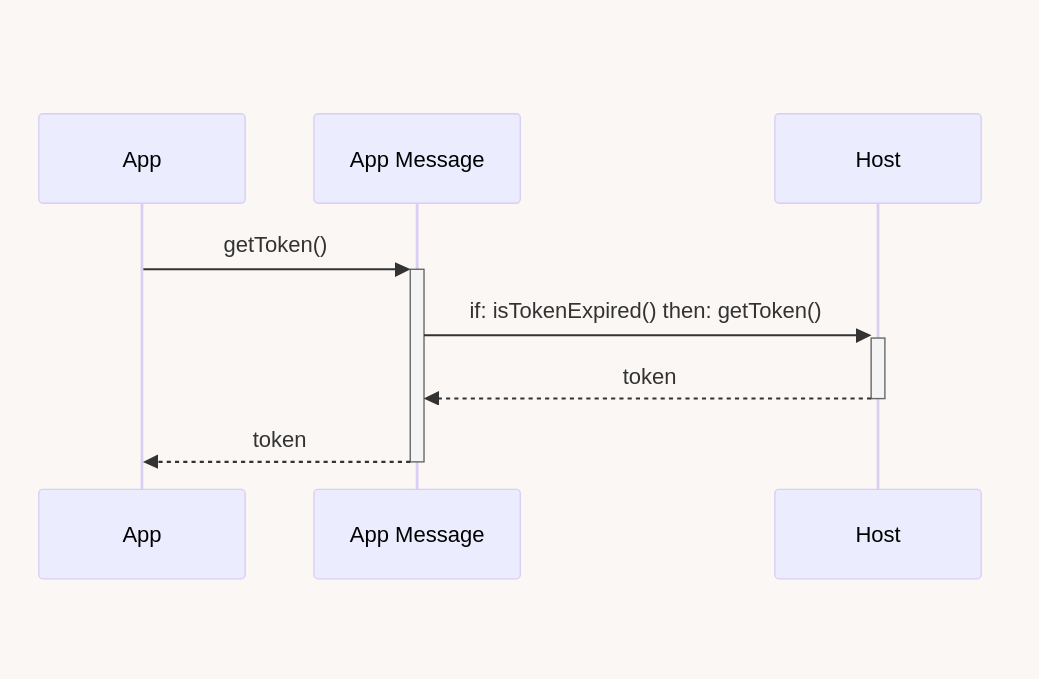 App
App Message
Host
getToken()
if: isTokenExpired() then: getToken()
token
token
App
App Message
Host